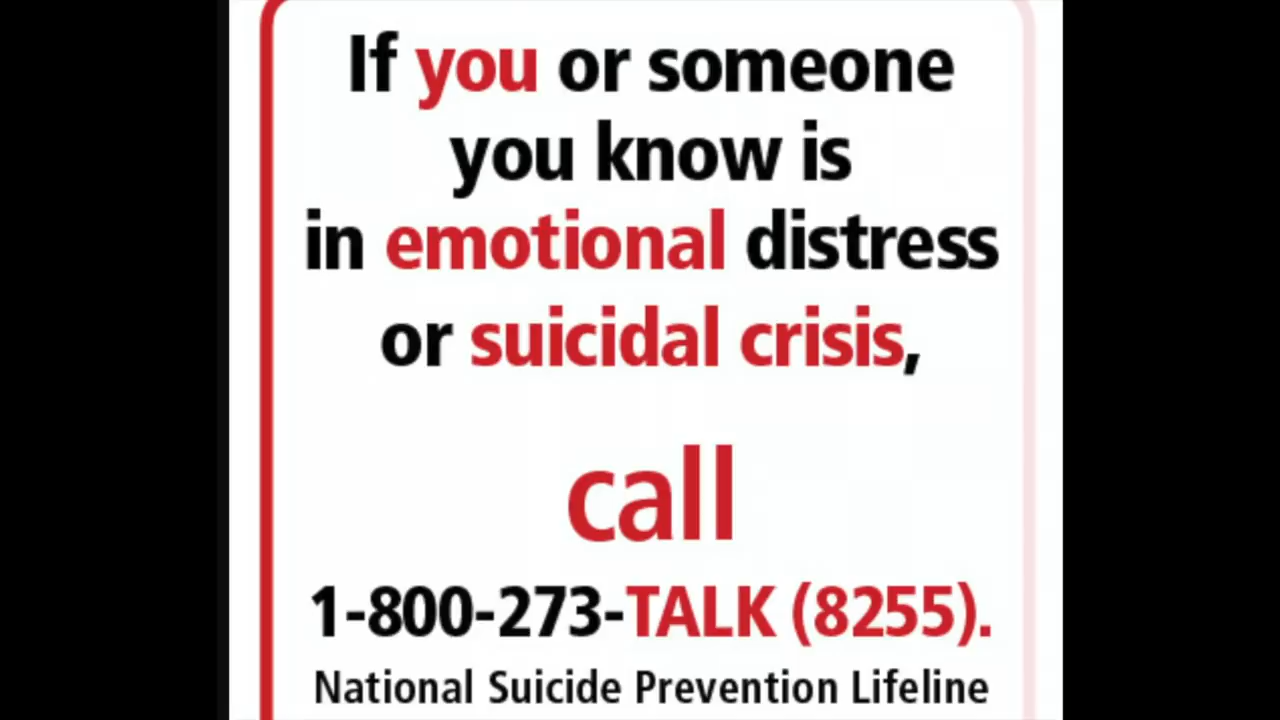 If you or someone
you know is
in emotional distress
or suicidal crisis,
call
1-800-273-TALK (8255).
National Suicide Prevention Lifeline